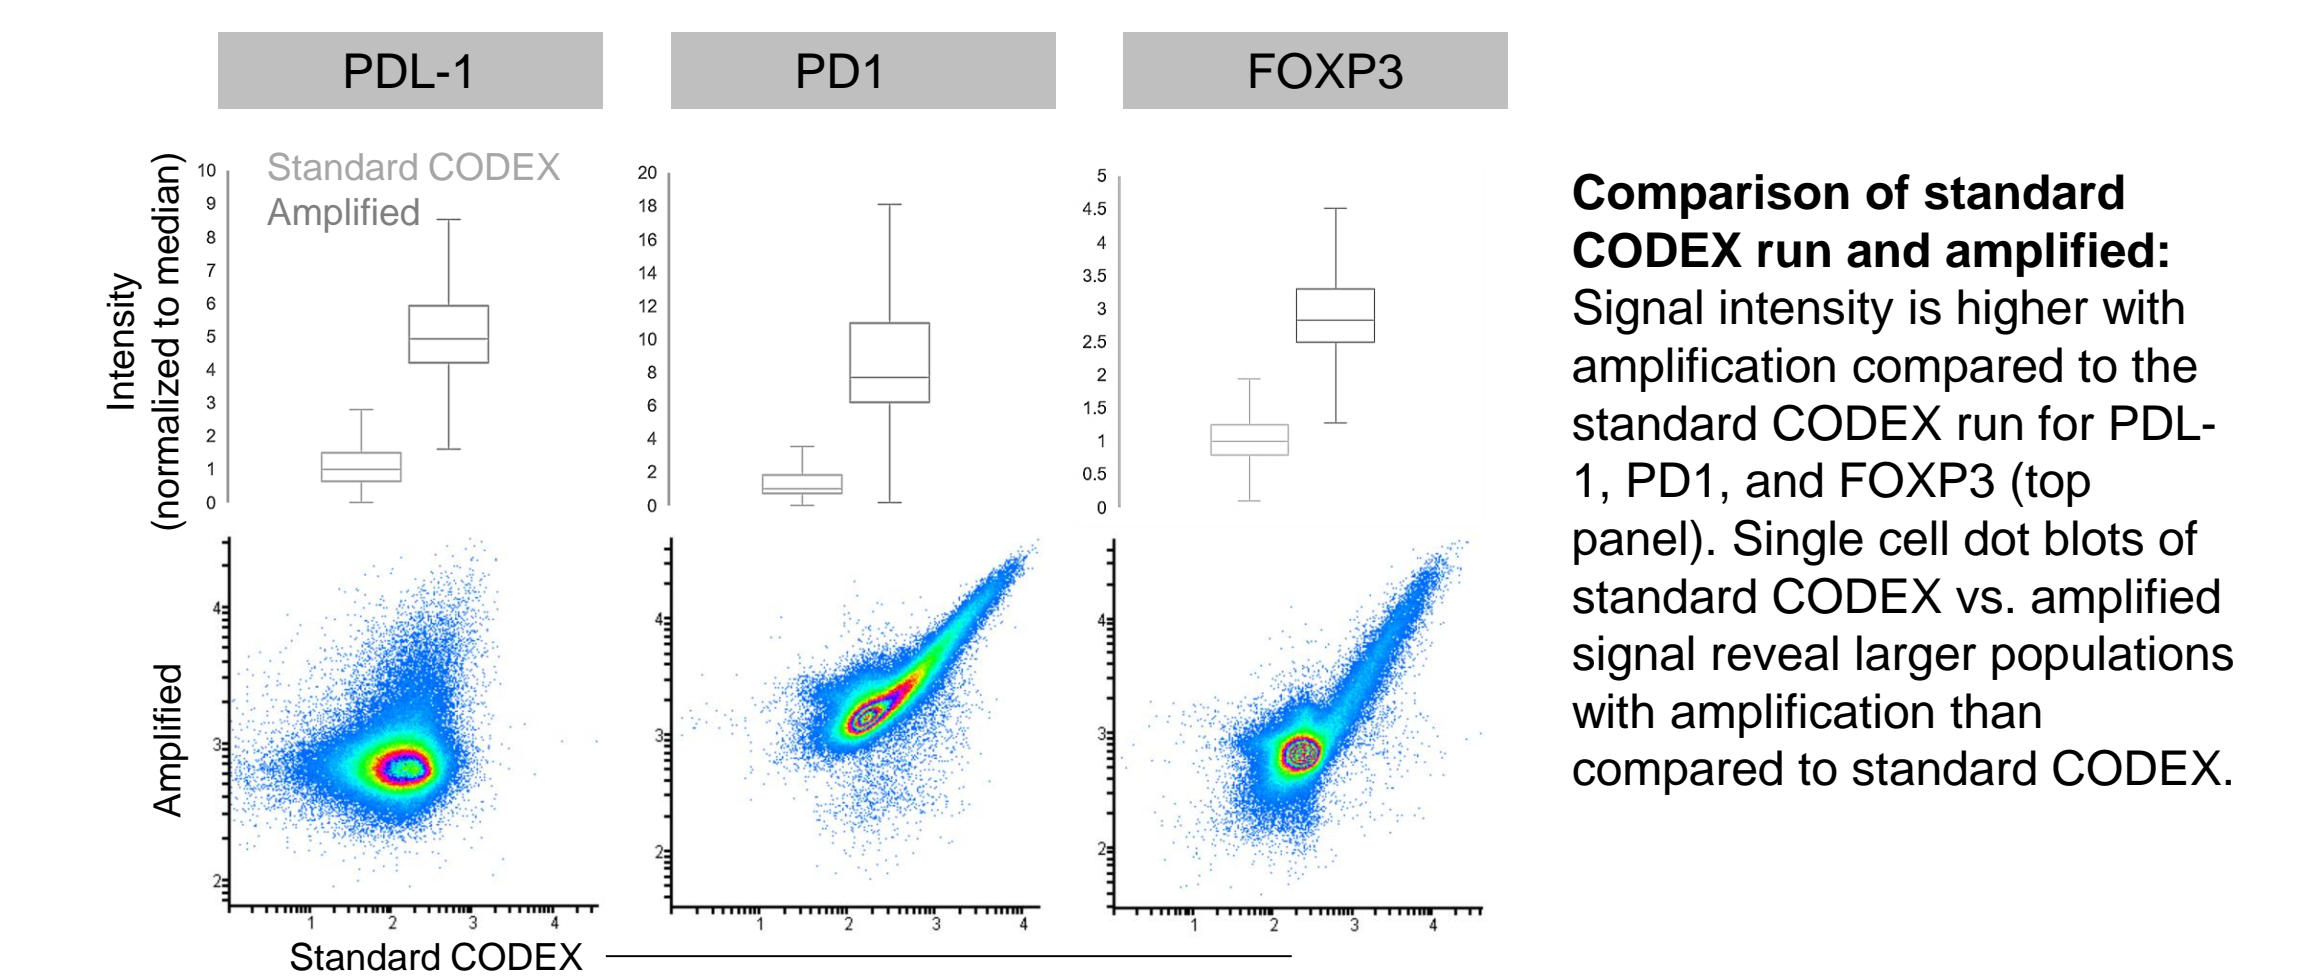 PDL-1
PD1
FOXP3
Intensity
(normalized to median)
Standard CODEX
Amplified
10
9
8
7
6
5
4
3
2
1
0
20
18
16
14
12
10
8
6
4
2
0
5
4.5
4
3.5
3
2.5
2
1.5
1
0.5
0
Amplified
4
3
2
1
2
3
4
4
3
2
1
2
3
4
4
3
2
1
2
3
4
Standard CODEX
Comparison of standard
CODEX run and amplified:
Signal intensity is higher with
amplification compared to the
standard CODEX run for PDL-
1, PD1, and FOXP3 (top
panel). Single cell dot blots of
standard CODEX vs. amplified
signal reveal larger populations
with amplification than
compared to standard CODEX.